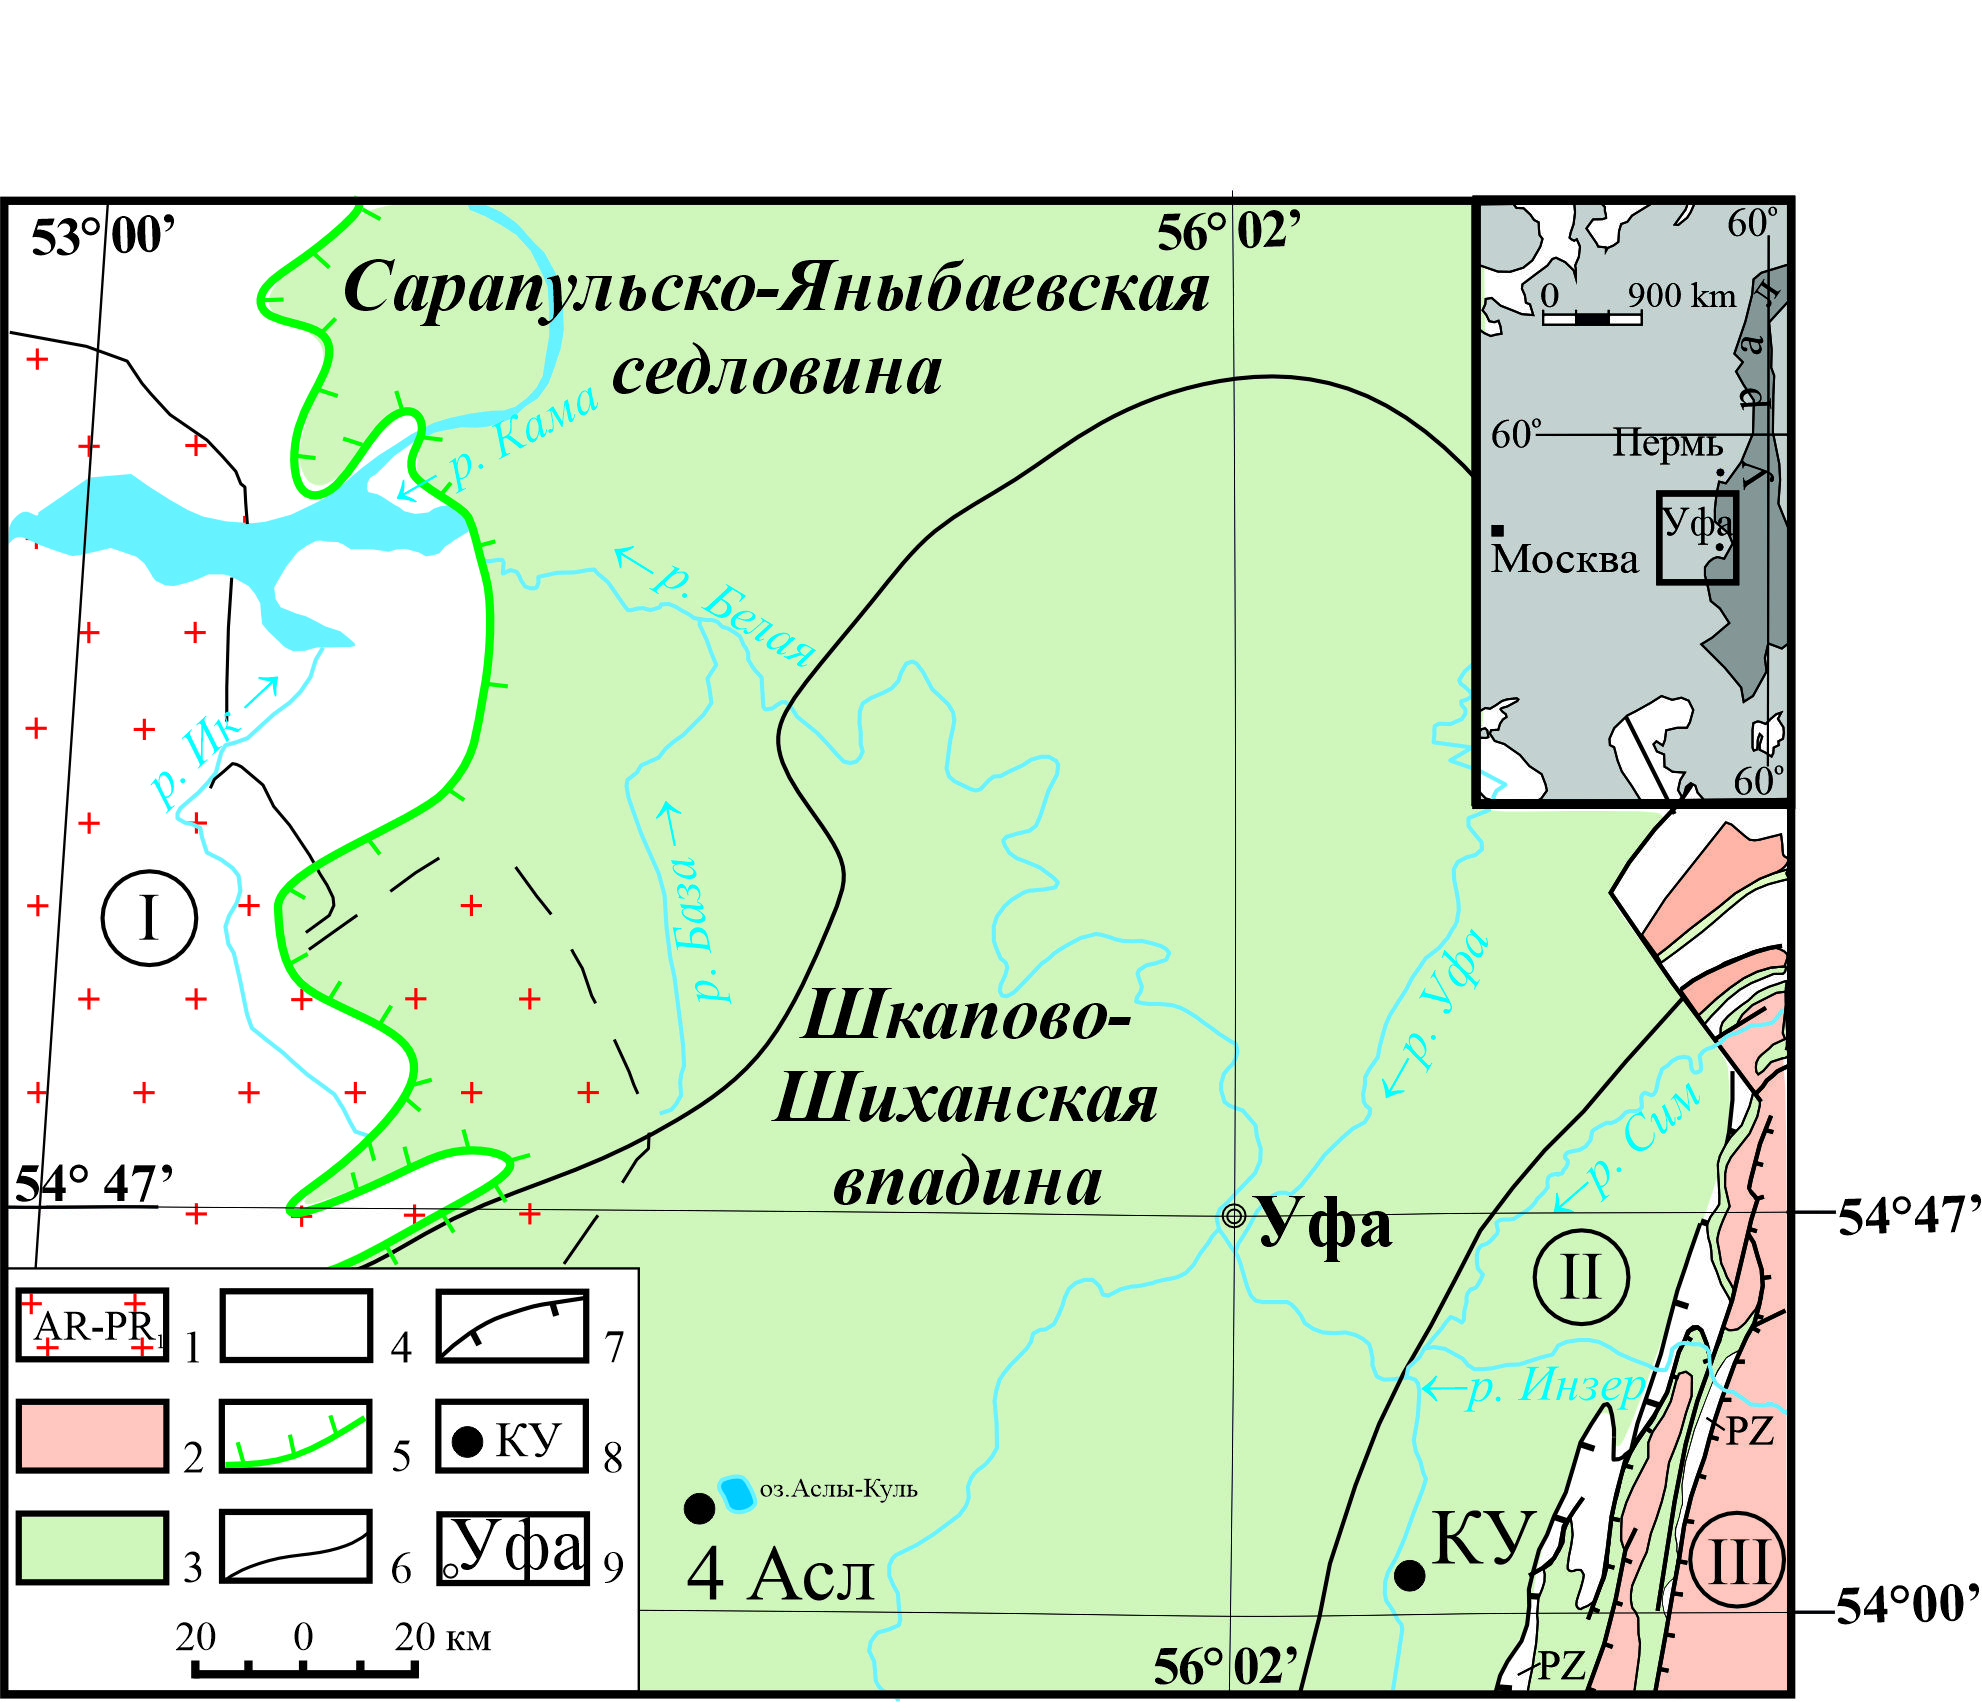 53° 00’
56° 02’
60°
Сарапульско-Яныбаевская
седловина
0 900 km
Урал
60°
Пермь
Уфа
Москва
60°
р. Кама
р. Белая
р. Ик
р. База
р. Уфа
р. Сим
I
Шкапово-
Шиханская
впадина
54° 47’
Уфа
54°47’
II
р. Инзер
PZ
AR-PR1
1
4
7
2
5
КУ
8
3
6
Уфа
9
20 0 20 км
оз.Аслы-Куль
4 Асл
КУ
III
54°00’
56° 02’
PZ